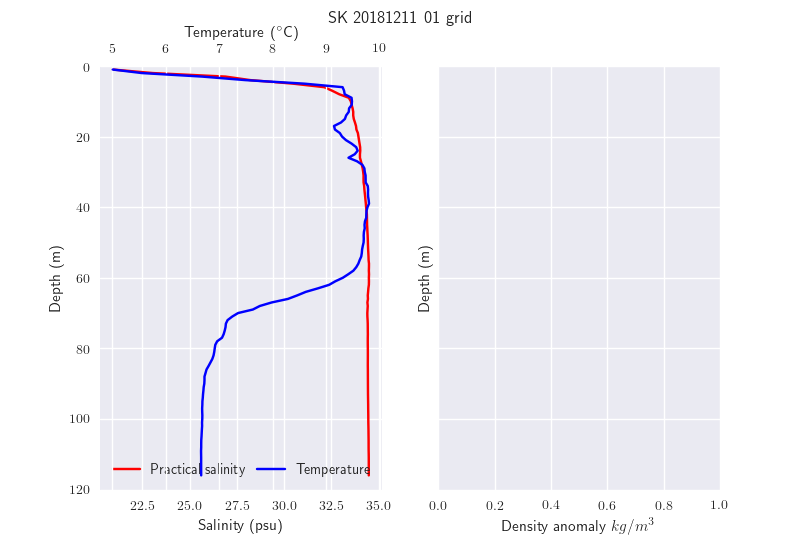 SK 20181211 01 grid
Temperature (°C)
5 6 7 8 9 10
0
20
40
60
80
100
120
Depth (m)
Practical salinity Temperature
22.5 25.0 27.5 30.0 32.5 35.0
Salinity (psu)
Depth (m)
0.0 0.2 0.4 0.6 0.8 1.0
Density anomaly kg/m³